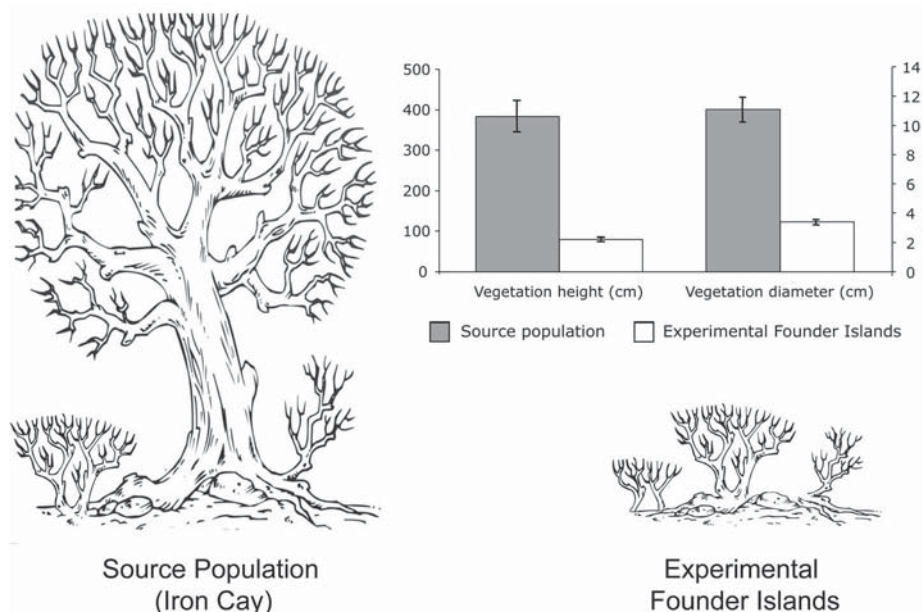 500
400
300
200
100
0
14
12
10
8
6
4
2
0
Vegetation height (cm)
Vegetation diameter (cm)
Source population
Experimental Founder Islands
Source Population
(Iron Cay)
Experimental
Founder Islands